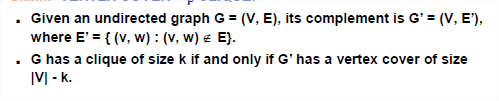 • Given an undirected graph G = (V, E), its complement is G’ = (V, E’),
where E’ = { (v, w) : (v, w) ∉ E}.
• G has a clique of size k if and only if G’ has a vertex cover of size
|V| - k.